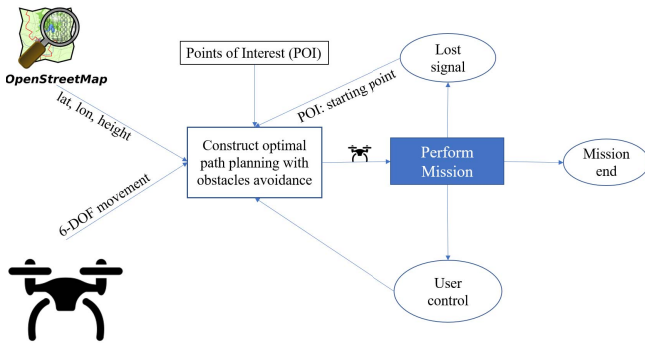 OpenStreetMap
lat, lon, height
6-DOF movement
Points of Interest (POI)
POI: starting point
Construct optimal
path planning with
obstacles avoidance
Lost
signal
Perform
Mission
Mission
end
User
control